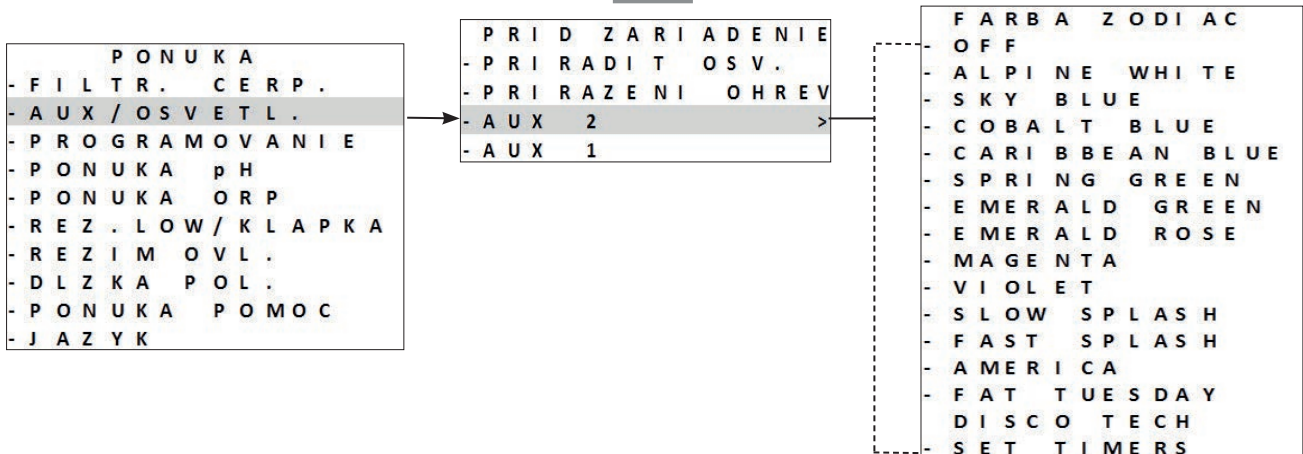 PONUKA
- FILTR. CERP.
- AUX/OSVETL.
- PROGRAMOVANIE
- PONUKA pH
- PONUKA ORP
- REZ.LOW/KLAPKA
- REZIM OVL.
- DLZKA POL.
- PONUKA POMOC
- JAZYK
PRID ZARIADENIE
- PRIRADIT OSV.
- PRIRAZENI OHREV
- AUX 2 >
- AUX 1
FARBA ZODIAC
- OFF
- ALPINE WHITE
- SKY BLUE
- COBALT BLUE
- CARIBBEAN BLUE
- SPRING GREEN
- EMERALD GREEN
- EMERALD ROSE
- MAGENTA
- VIOLET
- SLOW SPLASH
- FAST SPLASH
- AMERICA
- FAT TUESDAY
DISCO TECH
- SET TIMERS